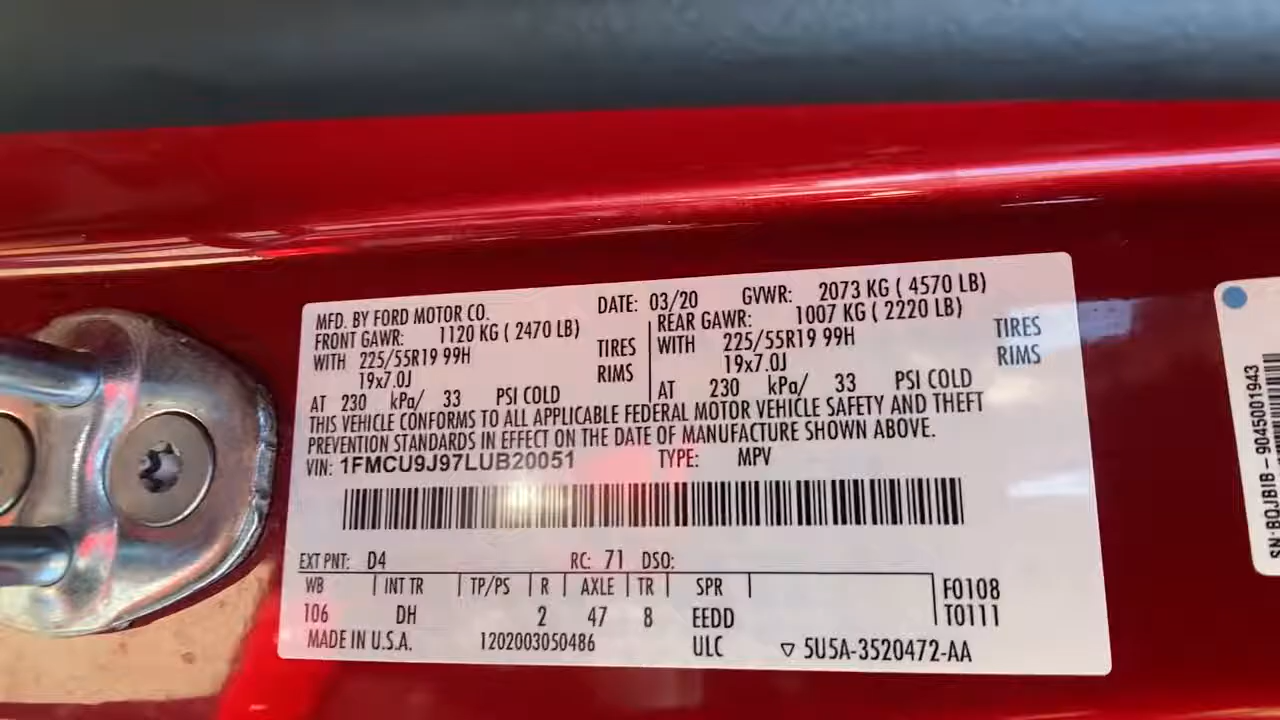 MFD. BY FORD MOTOR CO. DATE: 03/20 GVWR: 2073 KG ( 4570 LB)
FRONT GAWR: 1120 KG ( 2470 LB) REAR GAWR: 1007 KG ( 2220 LB)
WITH 225/55R19 99H TIRES WITH 225/55R19 99H TIRES
19x7.0J RIMS 19x7.0J RIMS
AT 230 kPa/ 33 PSI COLD AT 230 kPa/ 33 PSI COLD
THIS VEHICLE CONFORMS TO ALL APPLICABLE FEDERAL MOTOR VEHICLE SAFETY AND THEFT
PREVENTION STANDARDS IN EFFECT ON THE DATE OF MANUFACTURE SHOWN ABOVE.
VIN: 1FMCU9J97LUB20051 TYPE: MPV
EXT PNT: D4 RC: 71 DSO:
WB INT TR TP/PS R AXLE TR SPR F0108
106 DH 2 47 8 EEDD T0111
MADE IN U.S.A. 1202003050486 ULC ▽ 5U5A-3520472-AA
SN-BDJBIB - 9045001943